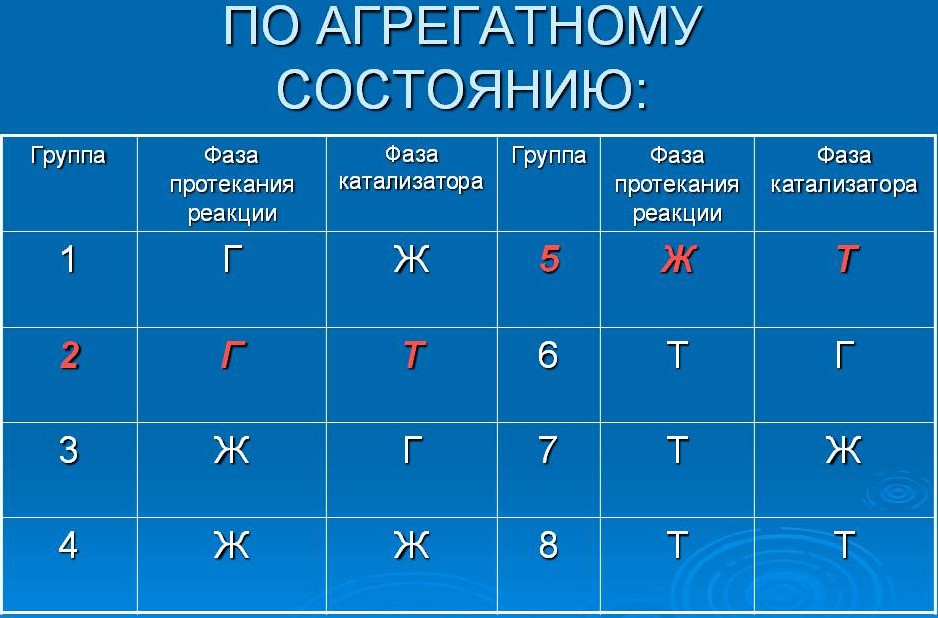 ПО АГРЕГАТНОМУ
СОСТОЯНИЮ:
Группа Фаза протекания реакции Фаза катализатора Группа Фаза протекания реакции Фаза катализатора
1 Г Ж 5 Ж Т
2 Г Т 6 Т Г
3 Ж Г 7 Т Ж
4 Ж Ж 8 Т Т